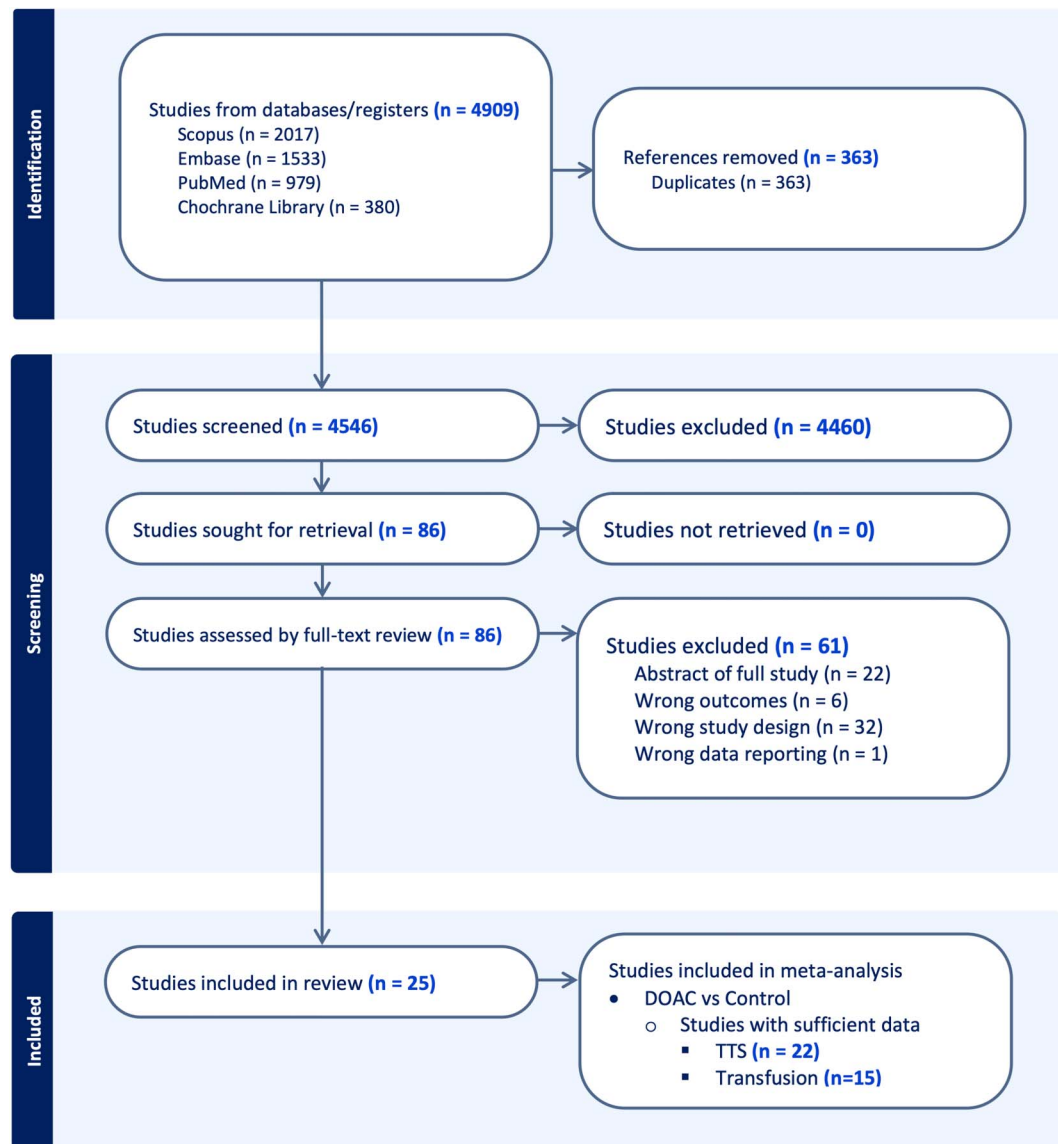 Identification
Studies from databases/registers (n = 4909)
Scopus (n = 2017)
Embase (n = 1533)
PubMed (n = 979)
Chochrane Library (n = 380)
References removed (n = 363)
Duplicates (n = 363)
Screening
Studies screened (n = 4546)
Studies excluded (n = 4460)
Studies sought for retrieval (n = 86)
Studies not retrieved (n = 0)
Studies assessed by full-text review (n = 86)
Studies excluded (n = 61)
Abstract of full study (n = 22)
Wrong outcomes (n = 6)
Wrong study design (n = 32)
Wrong data reporting (n = 1)
Included
Studies included in review (n = 25)
Studies included in meta-analysis
● DOAC vs Control
○ Studies with sufficient data
▪ TTS (n = 22)
▪ Transfusion (n=15)